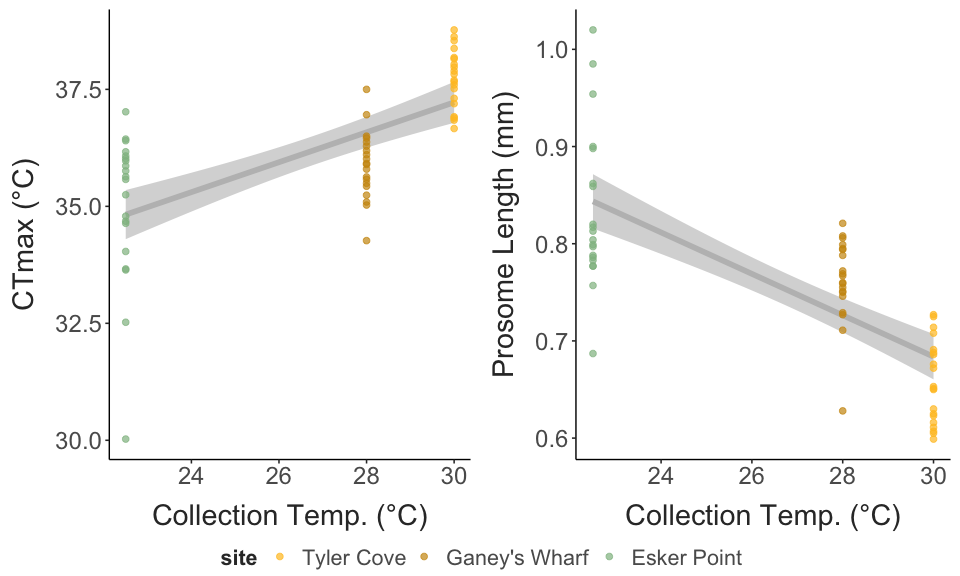 CTmax (°C)
37.5
35.0
32.5
30.0
24 26 28 30
Collection Temp. (°C)
Prosome Length (mm)
1.0
0.9
0.8
0.7
0.6
24 26 28 30
Collection Temp. (°C)
site Tyler Cove Ganey's Wharf Esker Point